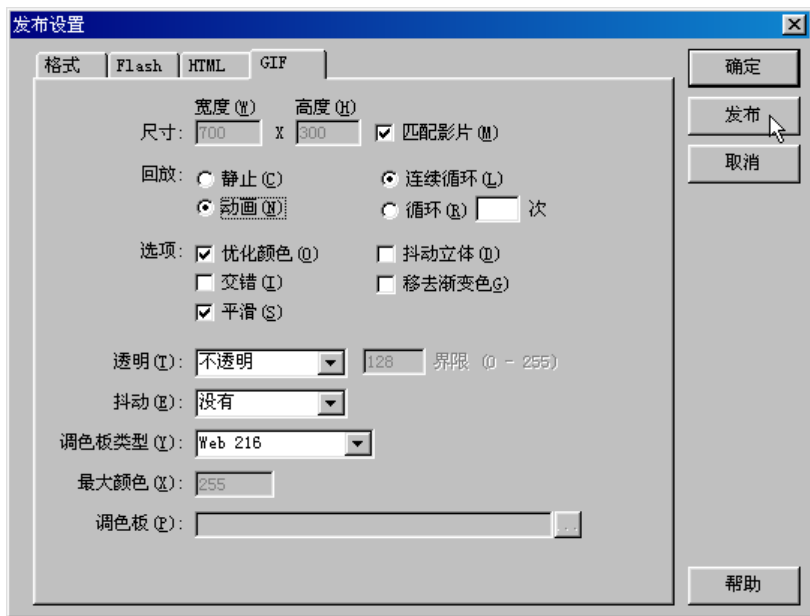 发布设置
格式 Flash HTML GIF
确定
发布
取消
宽度(W) 高度(H)
尺寸: 700 X 300 匹配影片(M)
回放: 静止(C) 连续循环(L)
动画(N) 循环(R) 次
选项: 优化颜色(O) 抖动立体(D)
交错(I) 移去渐变色G)
平滑(S)
透明(T): 不透明 128 界限 (0 - 255)
抖动(E): 没有
调色板类型(Y): Web 216
最大颜色(X): 255
调色板(P): ...
帮助